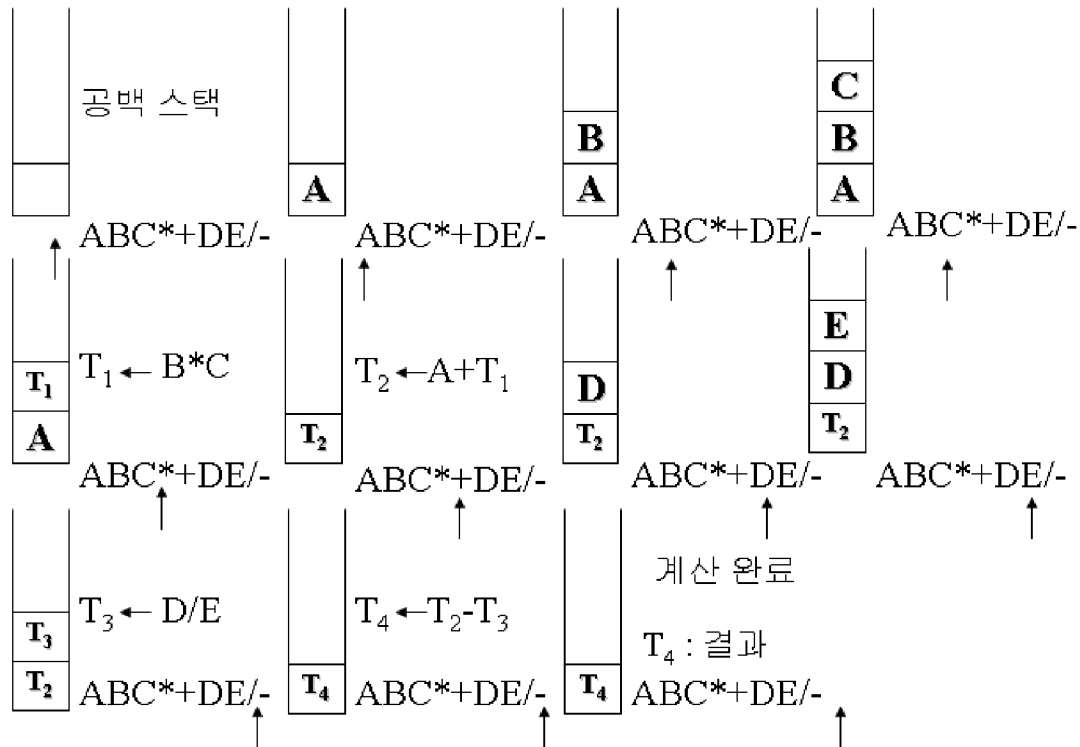 공백 스택
A
ABC*+DE/-
B
A
ABC*+DE/-
C
B
A
ABC*+DE/-
ABC*+DE/-
T₁
A
T₁ ← B*C
ABC*+DE/-
T₂
T₂ ← A+T₁
ABC*+DE/-
D
T₂
ABC*+DE/-
E
D
T₂
ABC*+DE/-
T₃
T₂
T₃ ← D/E
ABC*+DE/-
T₄
T₄ ← T₂-T₃
ABC*+DE/-
T₄
계산 완료
T₄ : 결과
ABC*+DE/-